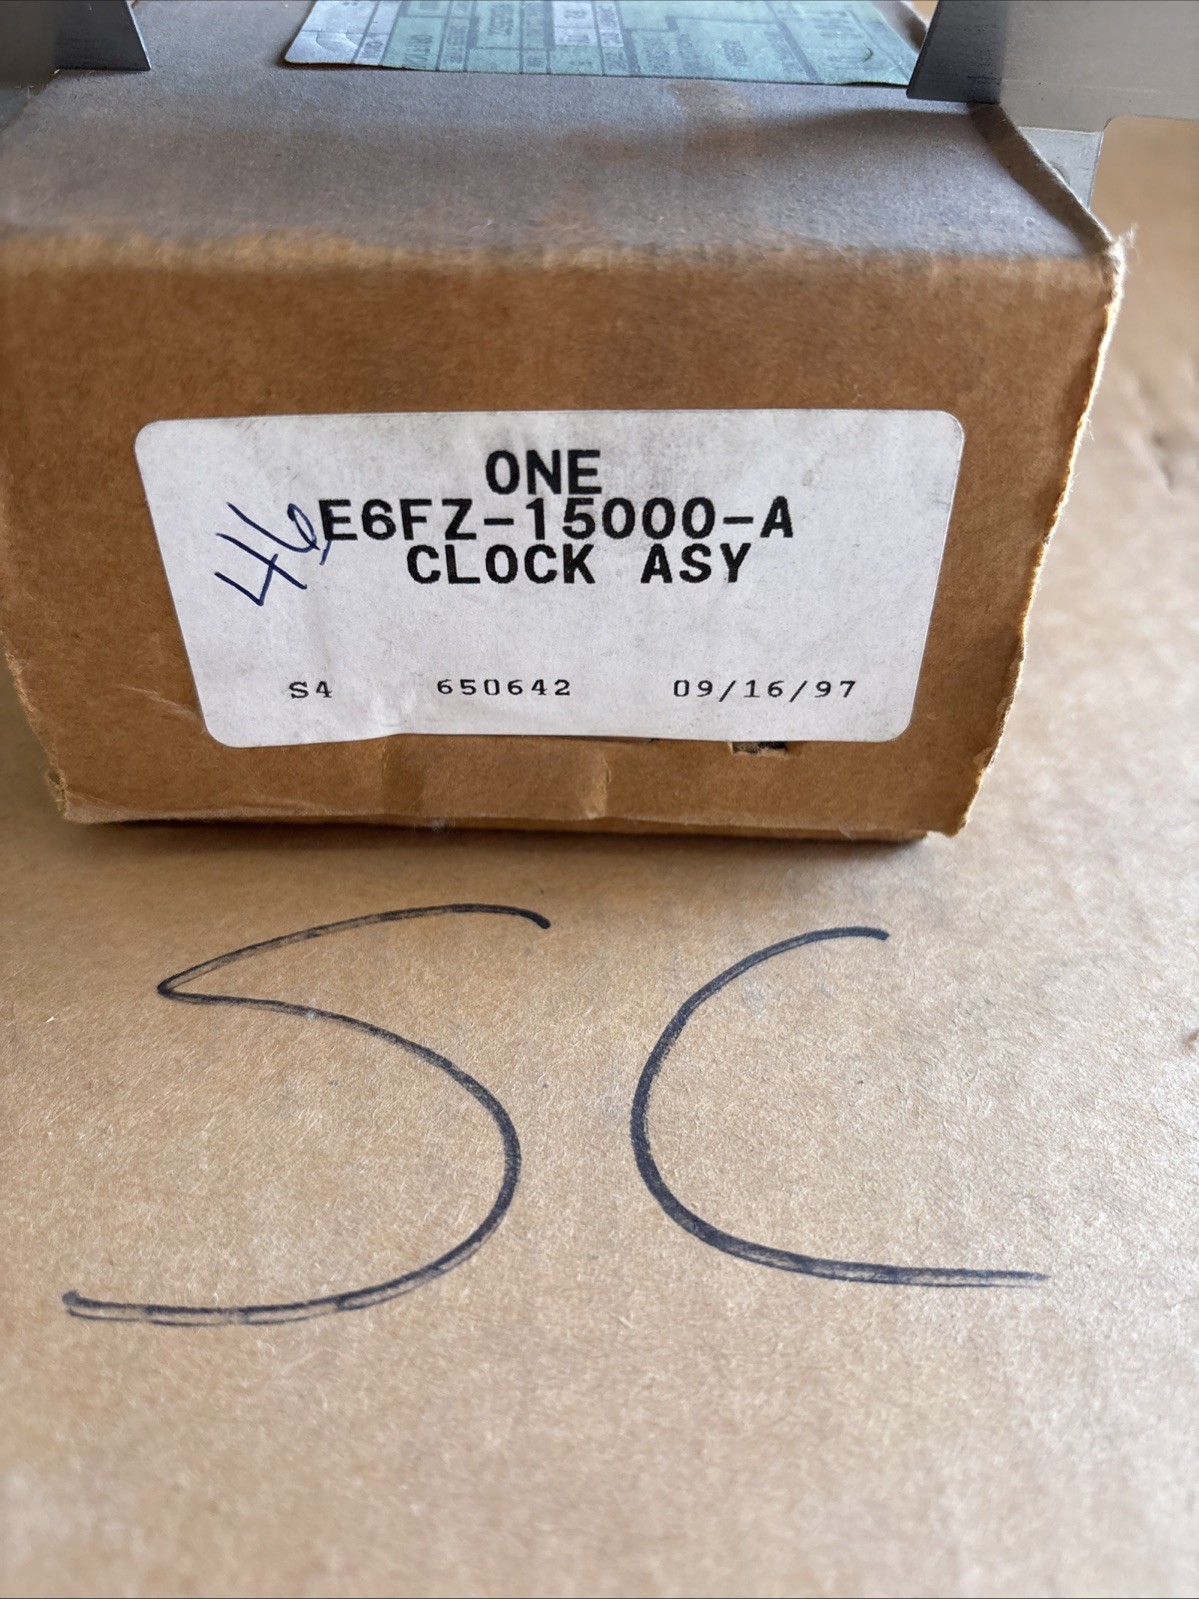 ONE
46 E6FZ-15000-A
CLOCK ASY
S4 650642 09/16/97
SC